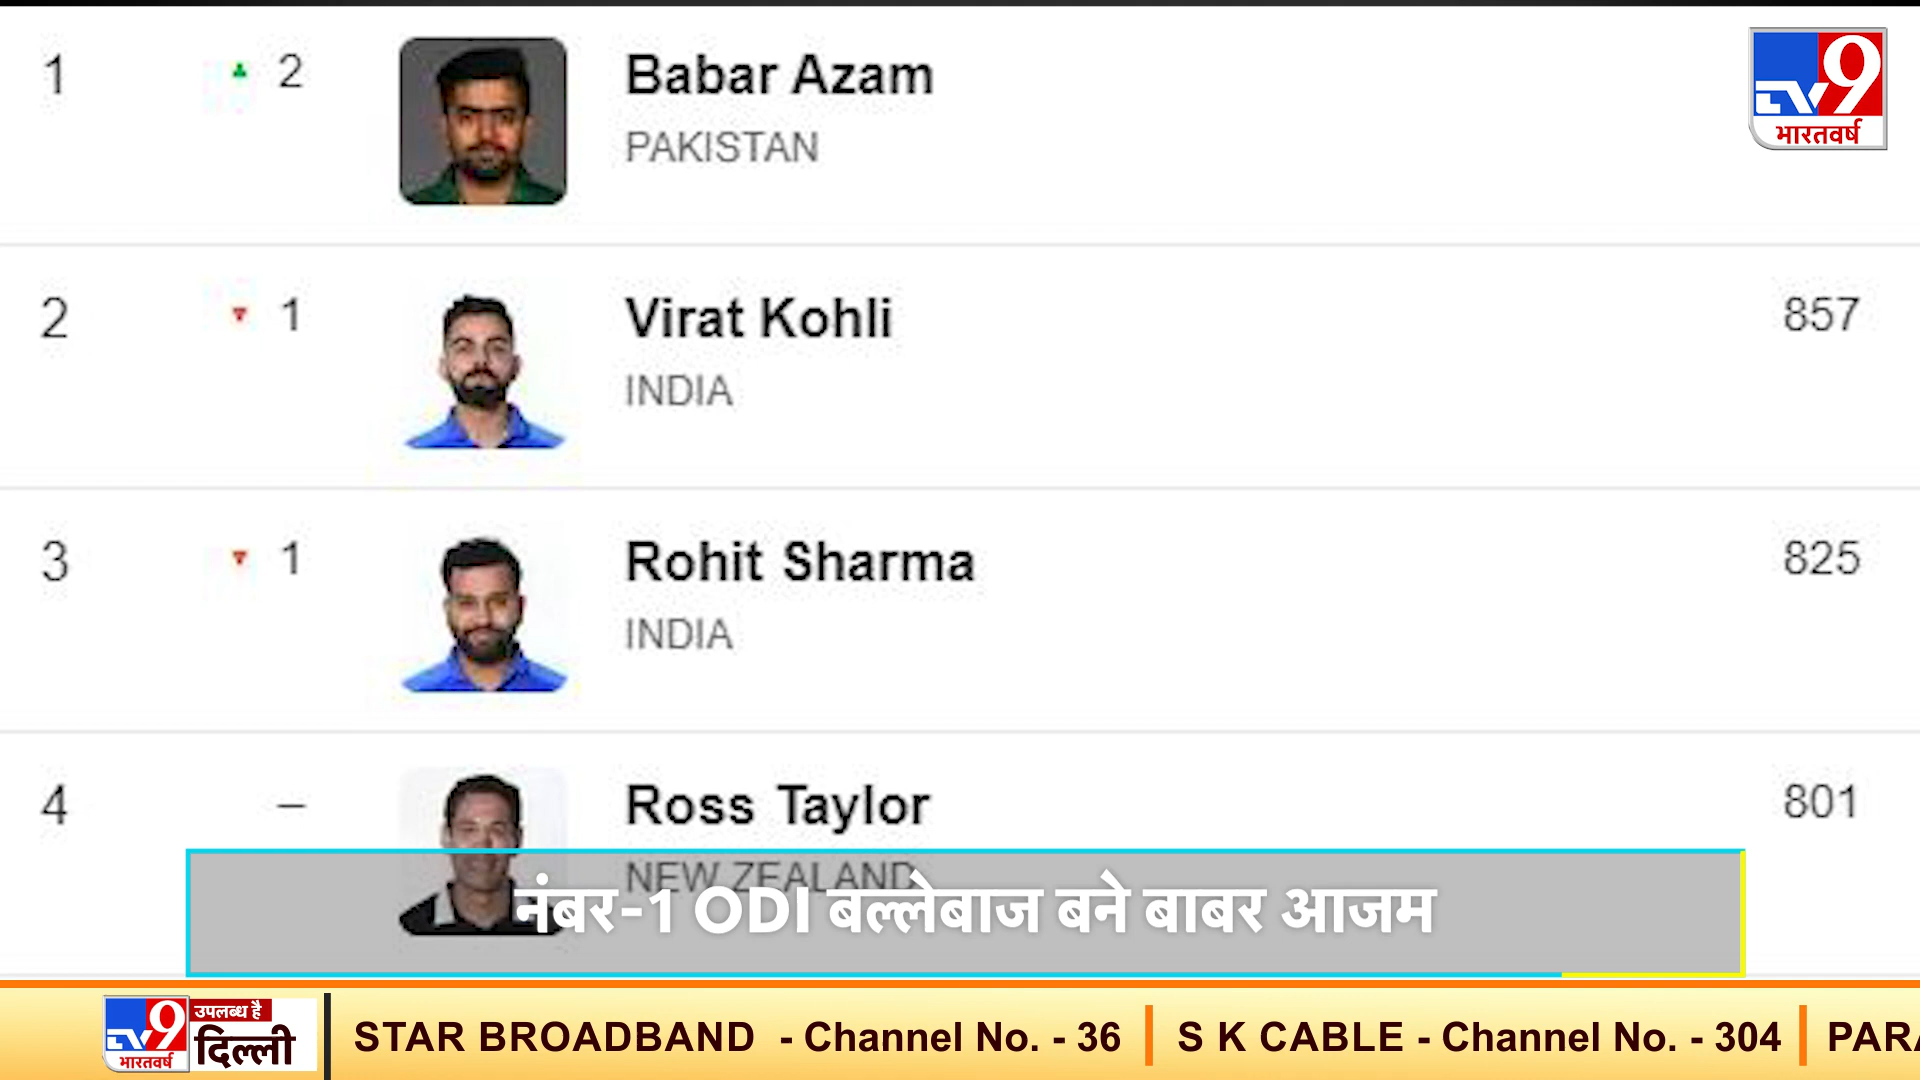 1 2 Babar Azam
PAKISTAN
TV9
भारतवर्ष
2 1 Virat Kohli 857
INDIA
3 1 Rohit Sharma 825
INDIA
4 – Ross Taylor 801
NEW ZEALAND
नंबर-1 ODI बल्लेबाज बने बाबर आजम
TV9 भारतवर्ष उपलब्ध है दिल्ली
STAR BROADBAND - Channel No. - 36 | S K CABLE - Channel No. - 304 |